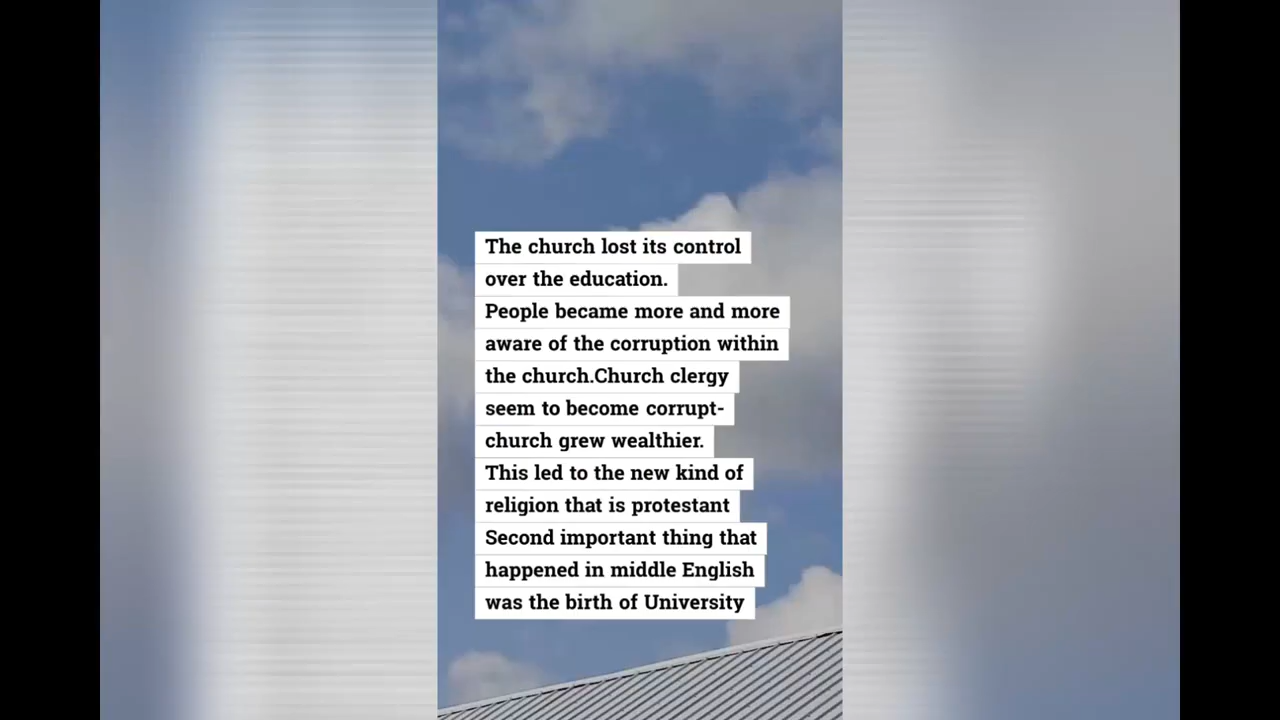 The church lost its control
over the education.
People became more and more
aware of the corruption within
the church.Church clergy
seem to become corrupt-
church grew wealthier.
This led to the new kind of
religion that is protestant
Second important thing that
happened in middle English
was the birth of University